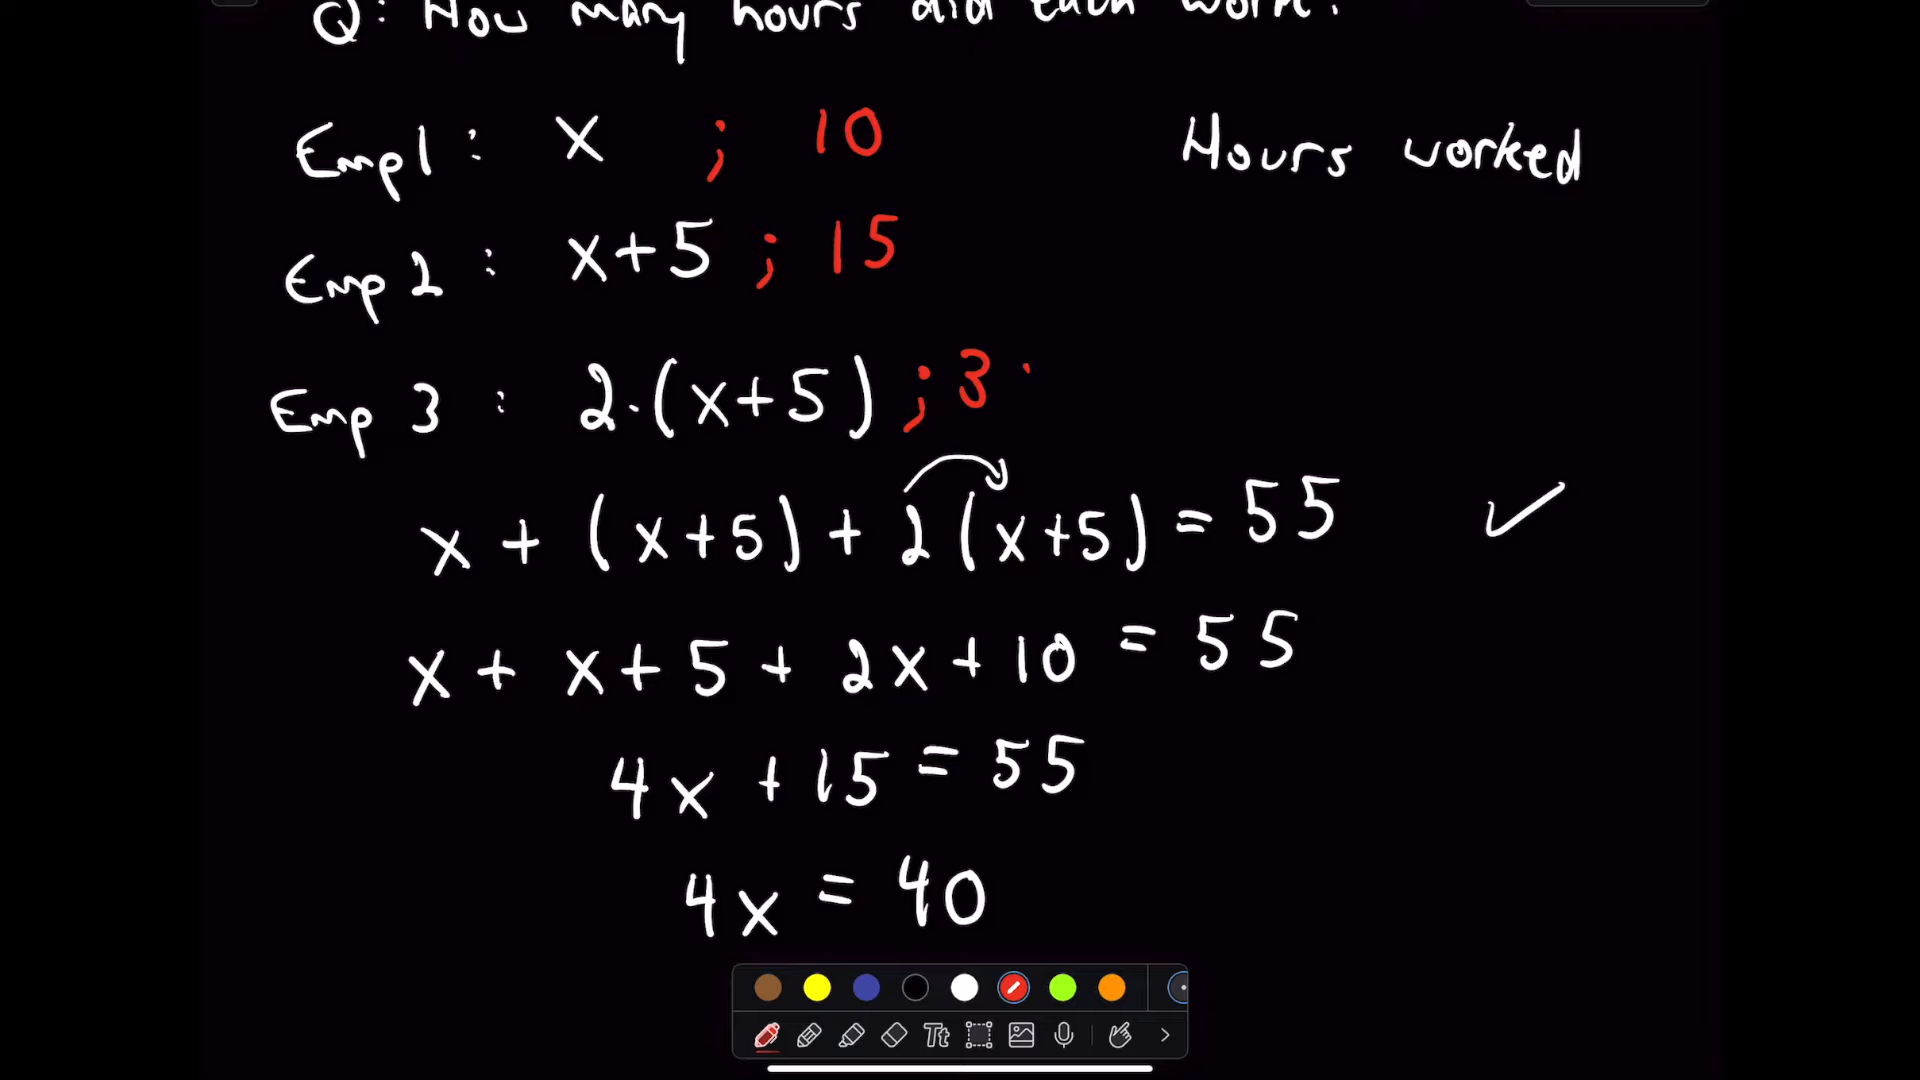 Q: How many hours did each work?
Emp1: x ; 10
Hours worked
Emp 2: x+5 ; 15
Emp 3: 2·(x+5) ; 3
x + (x+5) + 2(x+5) = 55 ✓
x + x + 5 + 2x + 10 = 55
4x + 15 = 55
4x = 40
Tt